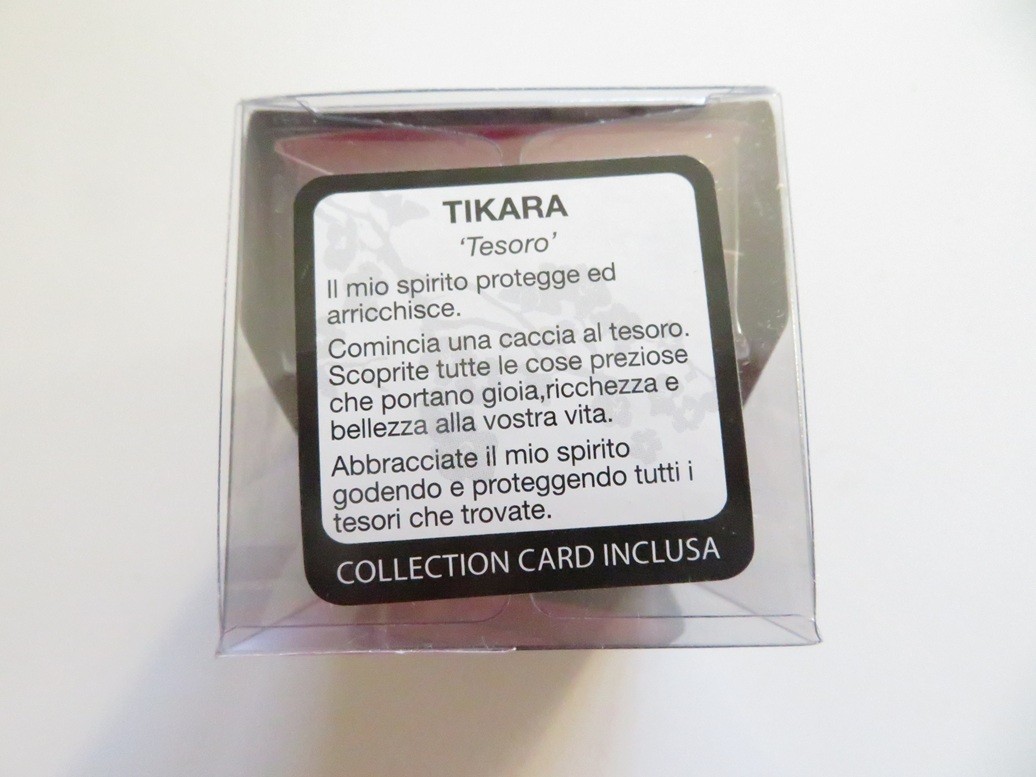 TIKARA
‘Tesoro’
Il mio spirito protegge ed
arricchisce.
Comincia una caccia al tesoro.
Scoprite tutte le cose preziose
che portano gioia,ricchezza e
bellezza alla vostra vita.
Abbracciate il mio spirito
godendo e proteggendo tutti i
tesori che trovate.
COLLECTION CARD INCLUSA